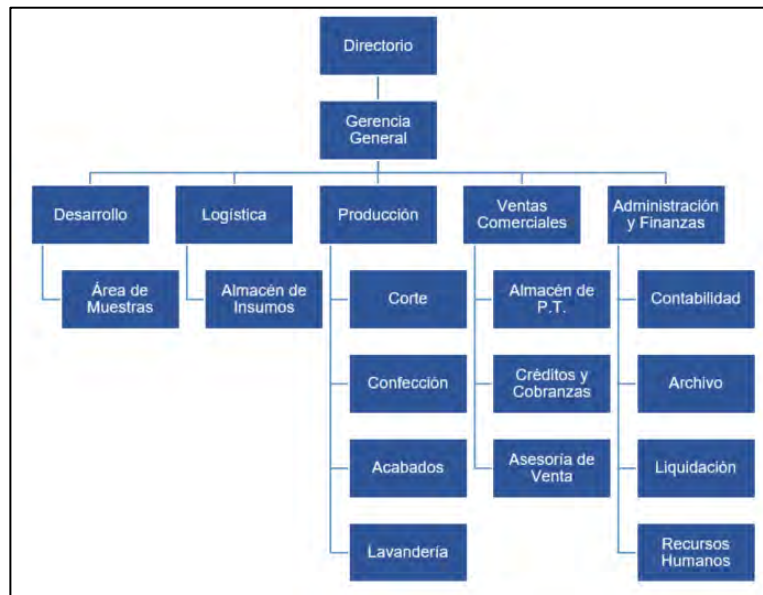 Directorio
Gerencia
General
Desarrollo
Logística
Producción
Ventas
Comerciales
Administración
y Finanzas
Área de
Muestras
Almacén de
Insumos
Corte
Almacén de
P.T.
Contabilidad
Confección
Créditos y
Cobranzas
Archivo
Acabados
Asesoría de
Venta
Liquidación
Lavandería
Recursos
Humanos